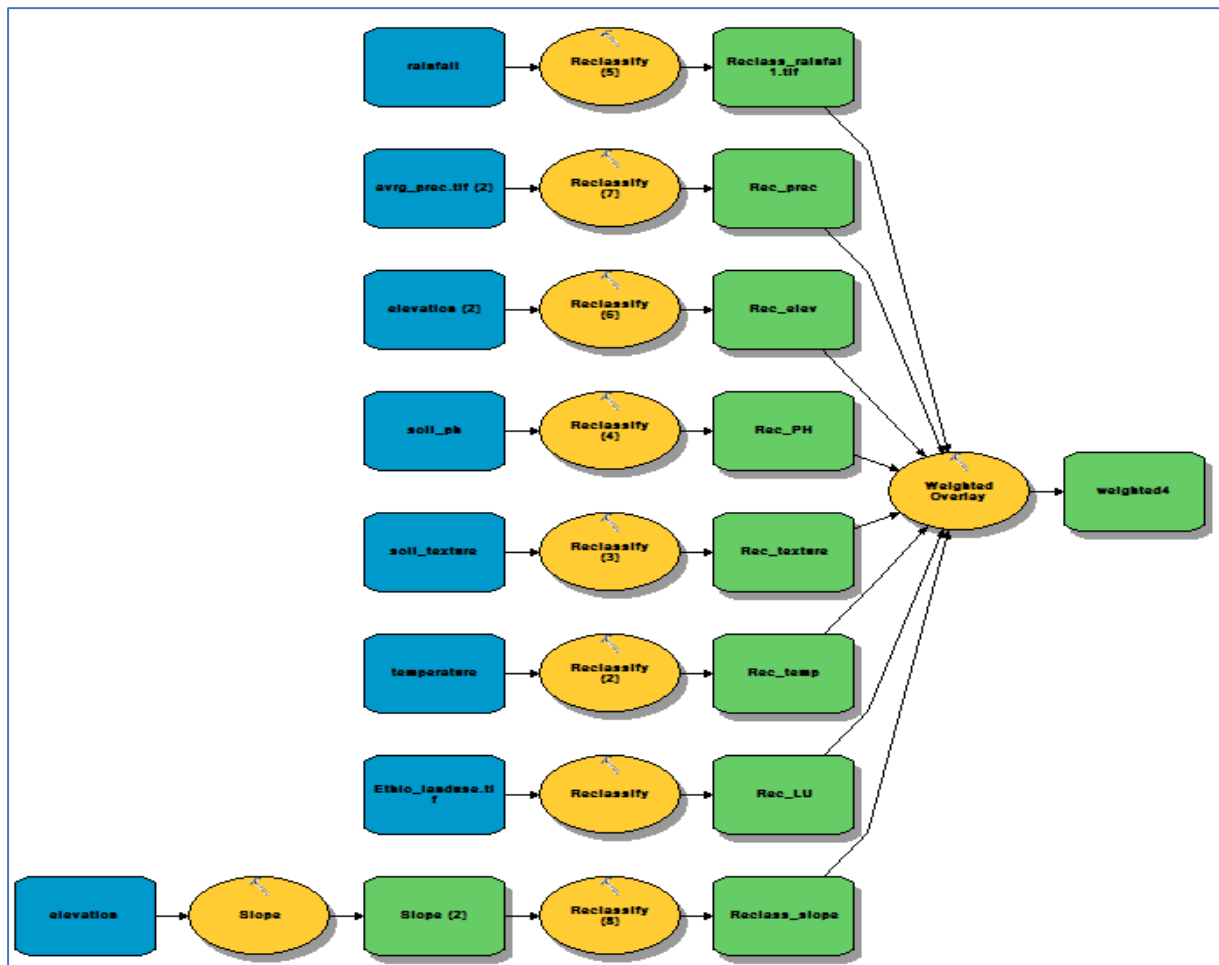 rainfall
Reclassify
(5)
Reclass_rainfal
1.tif
avrg_prec.tif (2)
Reclassify
(7)
Rec_prec
elevation (2)
Reclassify
(6)
Rec_elev
soil_ph
Reclassify
(4)
Rec_PH
Weighted
Overlay
weighted4
soil_texture
Reclassify
(3)
Rec_texture
temperature
Reclassify
(2)
Rec_temp
Ethio_landuse.ti
f
Reclassify
Rec_LU
elevation
Slope
Slope (2)
Reclassify
(8)
Reclass_slope